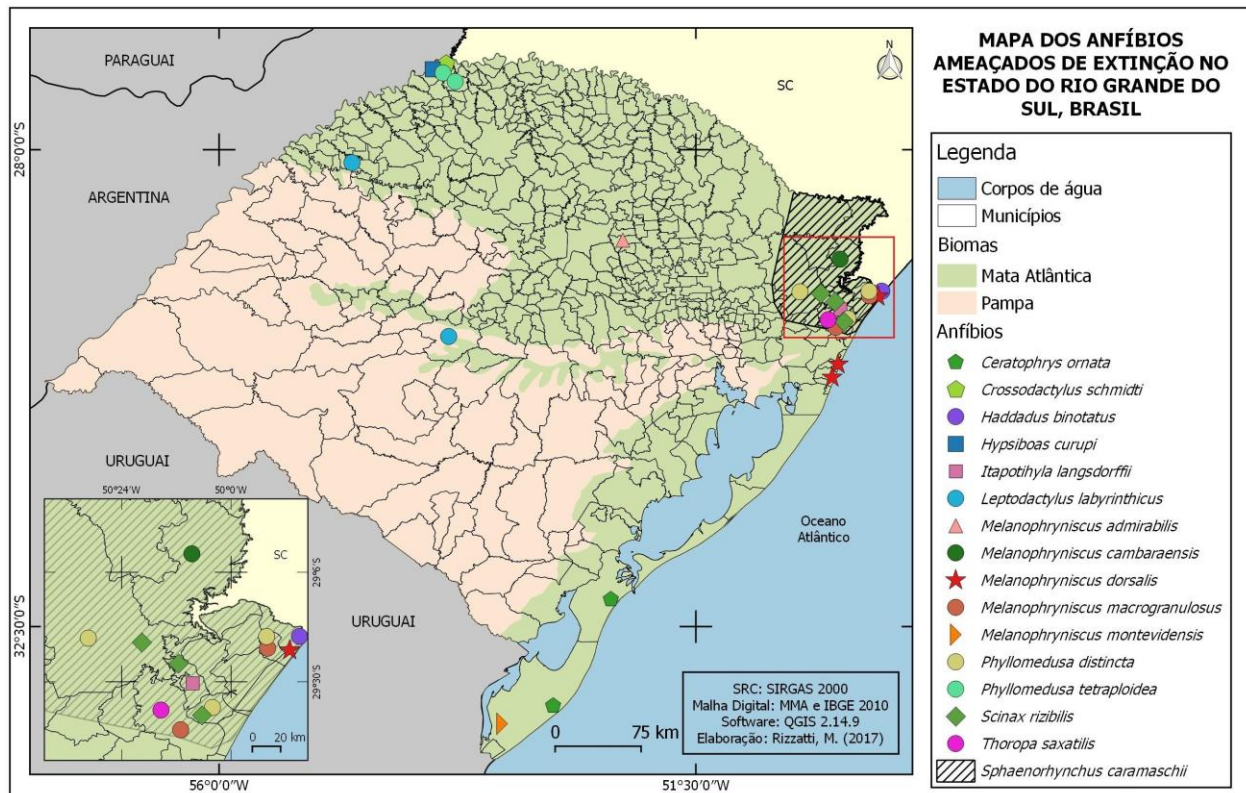 MAPA DOS ANFÍBIOS
AMEAÇADOS DE EXTINÇÃO NO
ESTADO DO RIO GRANDE DO
SUL, BRASIL
PARAGUAI
SC
N
28°0'0"S
ARGENTINA
URUGUAI
URUGUAI
Oceano
Atlântico
32°30'0"S
56°0'0"W
51°30'0"W
50°24'0"W
50°0'0"W
SC
29°6'S
29°30'S
0
20 km
0
75 km
SRC: SIRGAS 2000
Malha Digital: MMA e IBGE 2010
Software: QGIS 2.14.9
Elaboração: Rizzatti, M. (2017)
Legenda
Corpos de água
Municípios
Biomas
Mata Atlântica
Pampa
Anfíbios
Ceratophrys ornata
Crossodactylus schmidti
Haddadus binotatus
Hypsiboas curupi
Itapotihyla langsdorffii
Leptodactylus labyrinthicus
Melanophryniscus admirabilis
Melanophryniscus cambaraensis
Melanophryniscus dorsalis
Melanophryniscus macrogranulosus
Melanophryniscus montevidensis
Phyllomedusa distincta
Phyllomedusa tetraploidea
Scinax rizibilis
Thoropa saxatilis
Sphaenorhynchus caramaschii